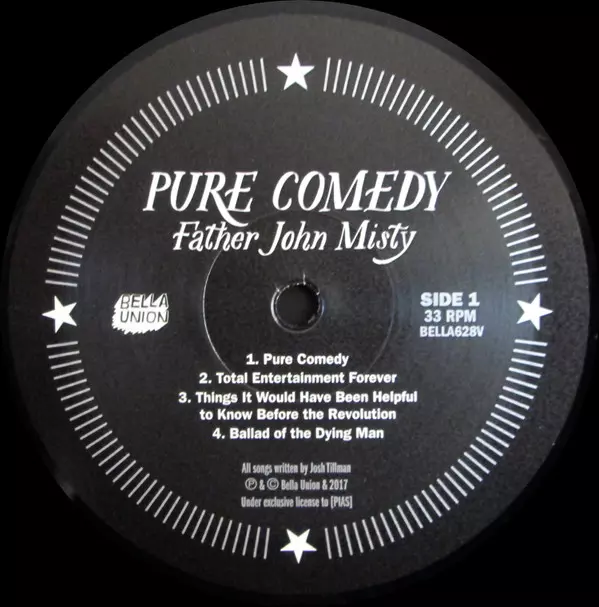 PURE COMEDY
Father John Misty
BELLA
UNION
SIDE 1
33 RPM
BELLA628V
1. Pure Comedy
2. Total Entertainment Forever
3. Things It Would Have Been Helpful
to Know Before the Revolution
4. Ballad of the Dying Man
All songs written by Josh Tillman
℗ & © Bella Union & 2017
Under exclusive license to [PIAS]